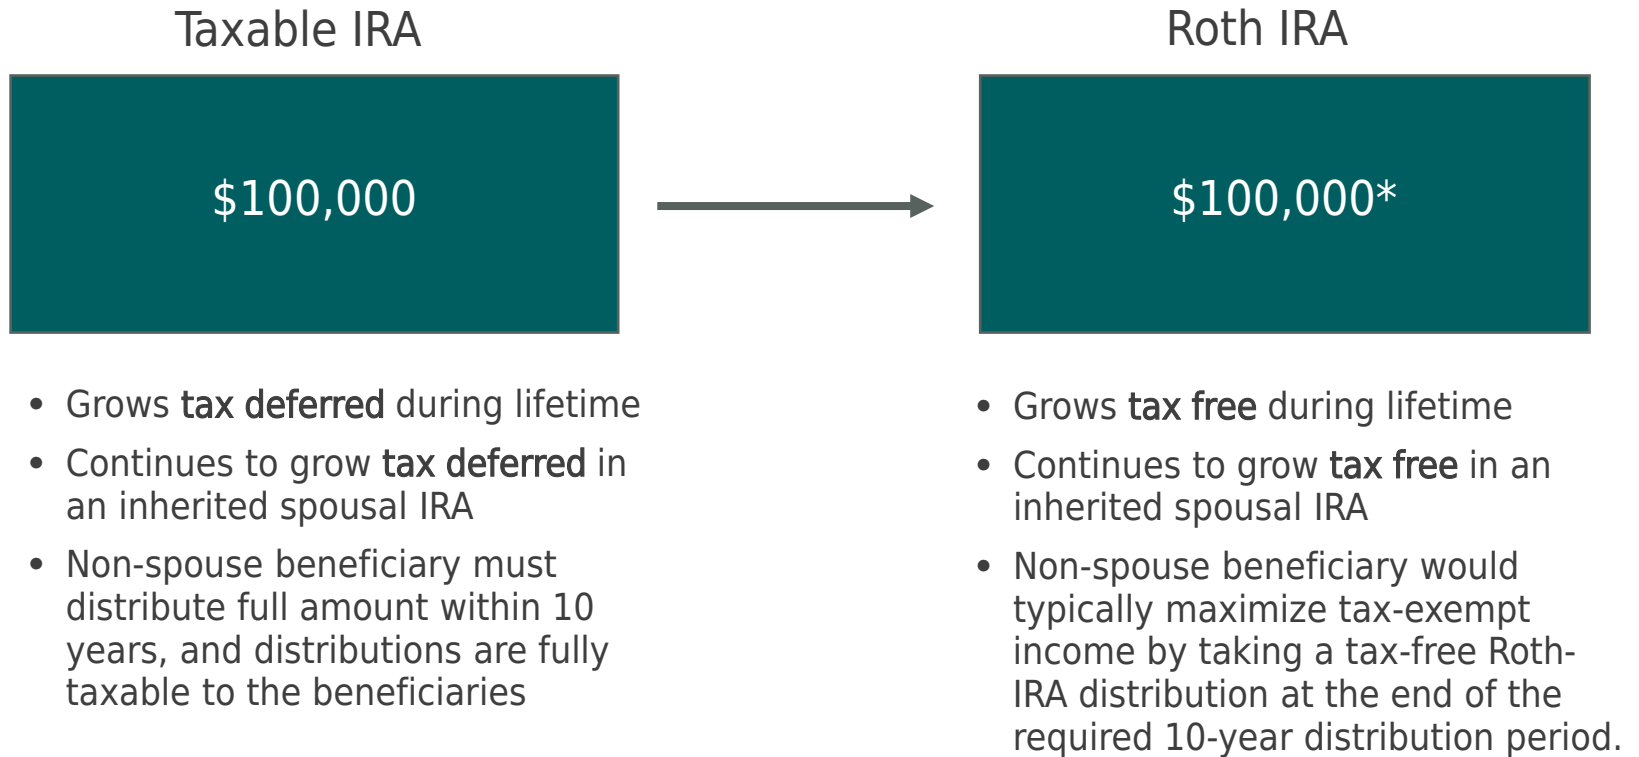 Taxable IRA
$100,000
• Grows tax deferred during lifetime
• Continues to grow tax deferred in
an inherited spousal IRA
• Non-spouse beneficiary must
distribute full amount within 10
years, and distributions are fully
taxable to the beneficiaries
Roth IRA
$100,000*
• Grows tax free during lifetime
• Continues to grow tax free in an
inherited spousal IRA
• Non-spouse beneficiary would
typically maximize tax-exempt
income by taking a tax-free Roth-
IRA distribution at the end of the
required 10-year distribution period.